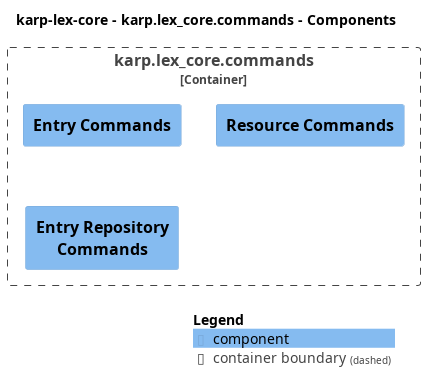 karp-lex-core - karp.lex_core.commands - Components
karp.lex_core.commands
[Container]
Entry Commands
Resource Commands
Entry Repository
Commands
Legend
component
container boundary (dashed)